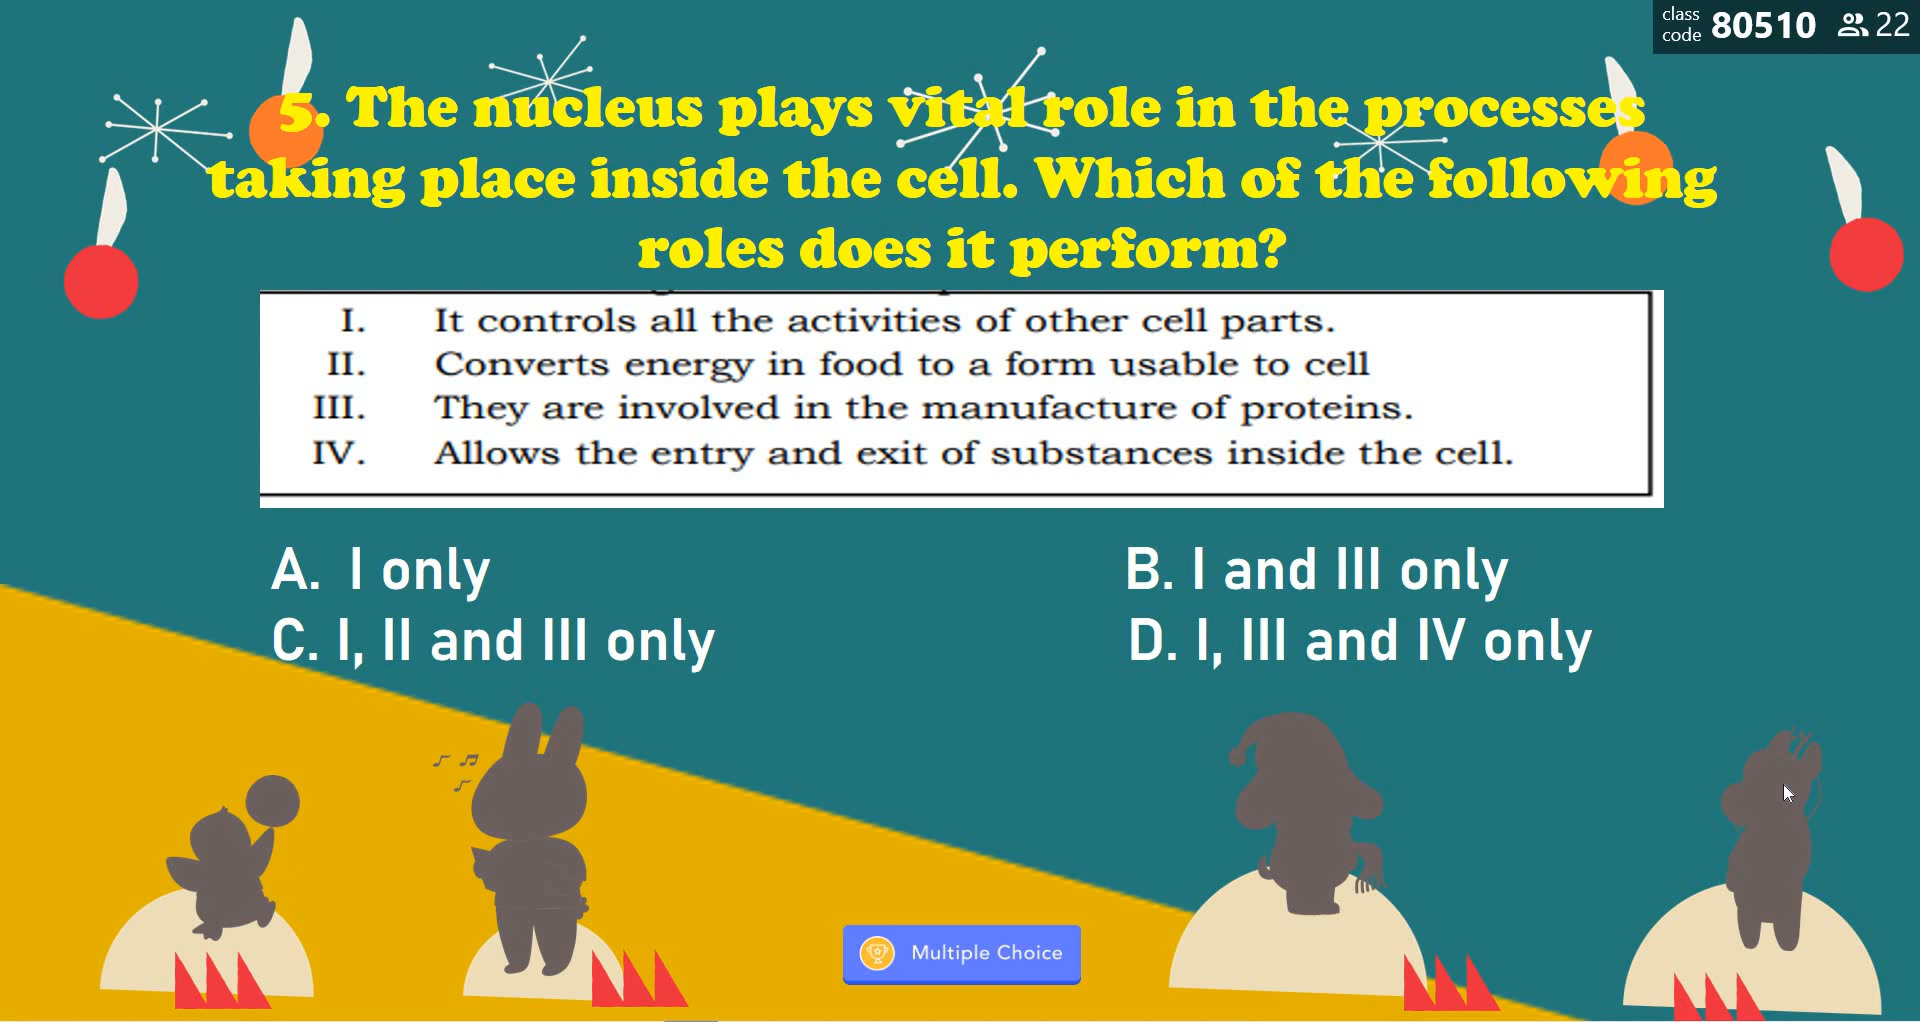 class code 80510 22
5. The nucleus plays vital role in the processes
taking place inside the cell. Which of the following
roles does it perform?
I. It controls all the activities of other cell parts.
II. Converts energy in food to a form usable to cell
III. They are involved in the manufacture of proteins.
IV. Allows the entry and exit of substances inside the cell.
A. I only
B. I and III only
C. I, II and III only
D. I, III and IV only
Multiple Choice